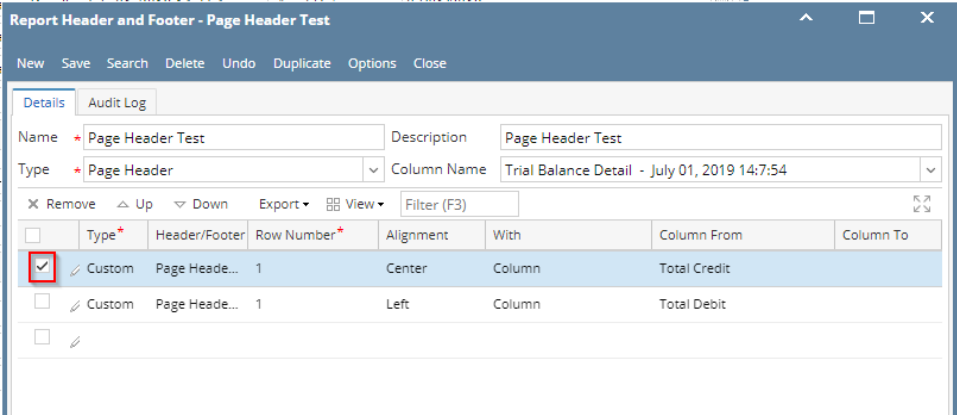 Report Header and Footer - Page Header Test
New Save Search Delete Undo Duplicate Options Close
Details Audit Log
Name * Page Header Test Description Page Header Test
Type * Page Header Column Name Trial Balance Detail - July 01, 2019 14:7:54
Remove Up Down Export View Filter (F3)
Type* Header/Footer Row Number* Alignment With Column From Column To
Custom Page Heade... 1 Center Column Total Credit
Custom Page Heade... 1 Left Column Total Debit